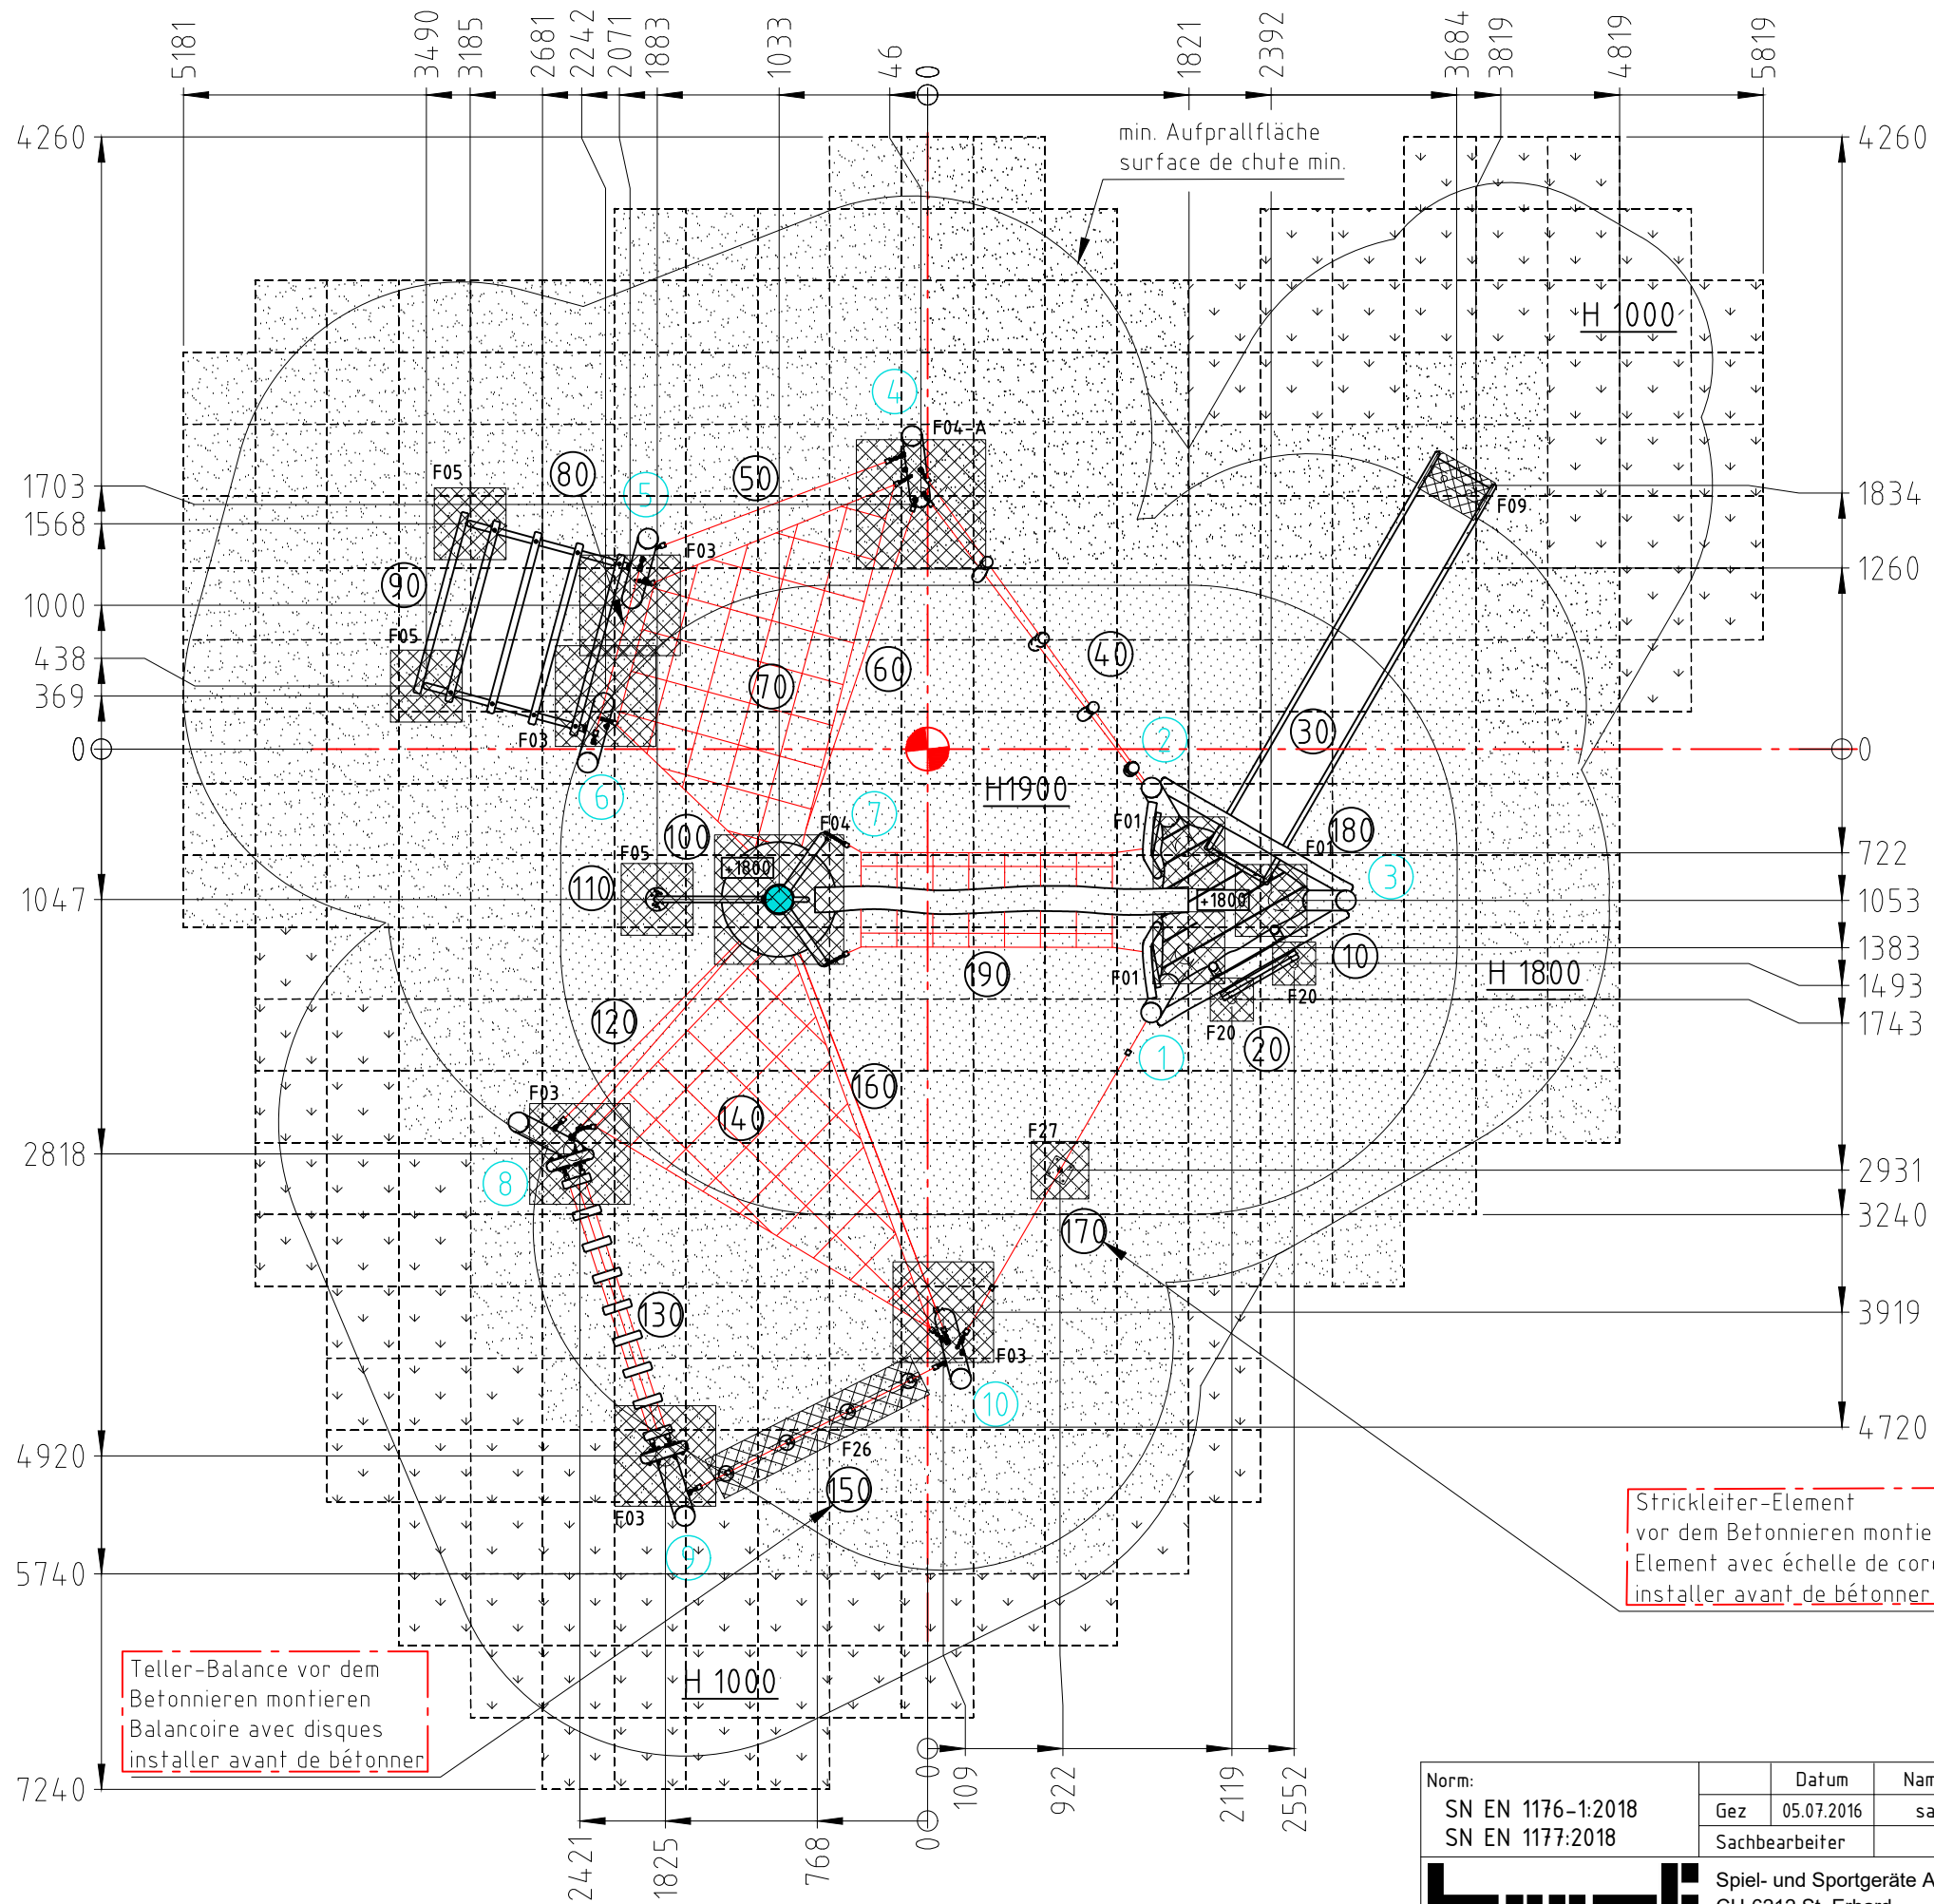 5181
3490
3185
2681
2242
2071
1883
1033
46
0
1821
2392
3684
3819
4819
5819
4260
4260
min. Aufprallfläche
surface de chute min.
H 1000
4
F04-A
F05
80
5
50
1703
1568
1834
F09
F03
90
1000
1260
F05
438
369
60
40
70
30
0
0
F03
2
6
H1900
7
100
F04
F01
180
F01
722
F05
+1800
110
3
1047
+1800
1053
1383
190
F01
10
H 1800
F20
1493
120
F20
20
1743
1
160
F03
140
F27
2818
2931
8
170
3240
130
3919
F03
10
4720
4920
F26
150
F03
9
5740
Strickleiter-Element
vor dem Betonnieren montie
Element avec échelle de cor
installer avant de bétonner
Teller-Balance vor dem
Betonnieren montieren
Balancoire avec disques
installer avant de bétonner
H 1000
7240
0
109
922
2119
2552
2421
1825
768
0
Norm:
SN EN 1176-1:2018
SN EN 1177:2018
Datum
Nam
Gez
05.07.2016
sa
Sachbearbeiter
Spiel- und Sportgeräte A